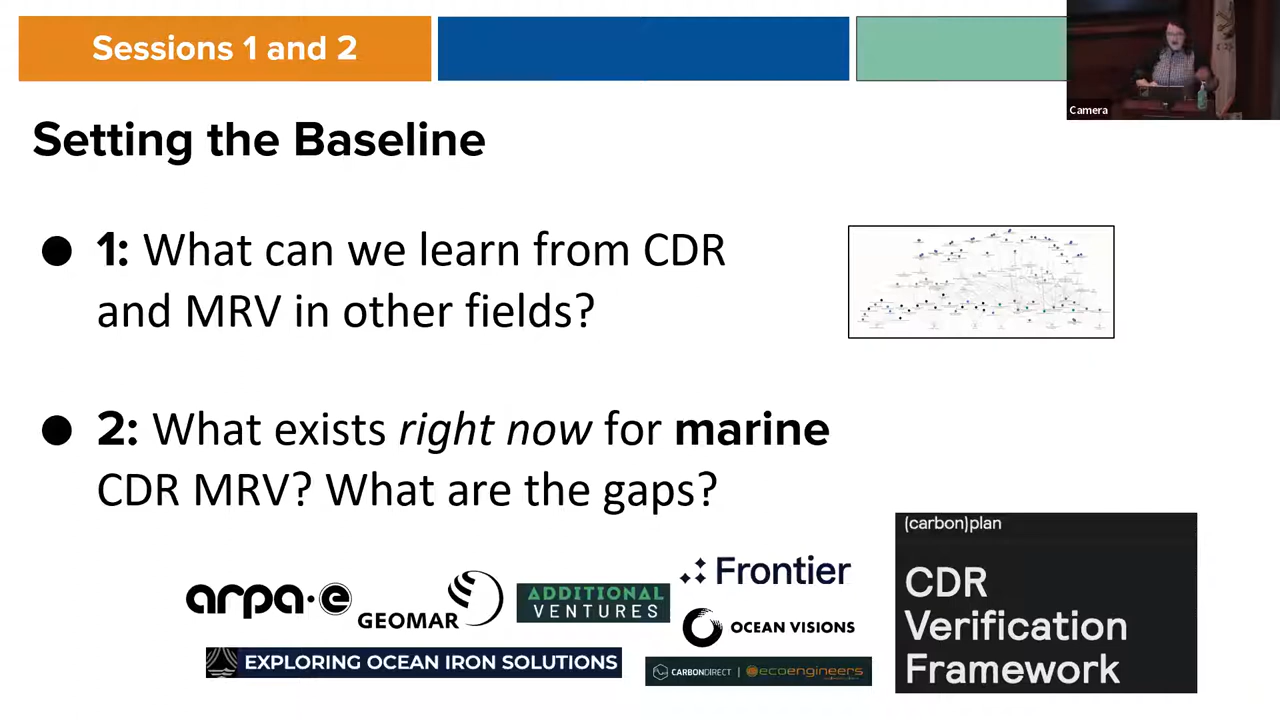 Sessions 1 and 2
Camera
Setting the Baseline
● 1: What can we learn from CDR
and MRV in other fields?
● 2: What exists right now for marine
CDR MRV? What are the gaps?
arpa·e
GEOMAR
ADDITIONAL
VENTURES
Frontier
OCEAN VISIONS
EXPLORING OCEAN IRON SOLUTIONS
CARBONDIRECT | ecoengineers
(carbon)plan
CDR
Verification
Framework